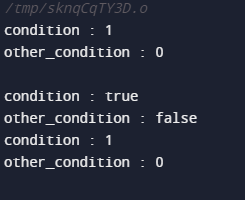 /tmp/sknqCqTY3D.o
condition : 1
other_condition : 0

condition : true
other_condition : false
condition : 1
other_condition : 0